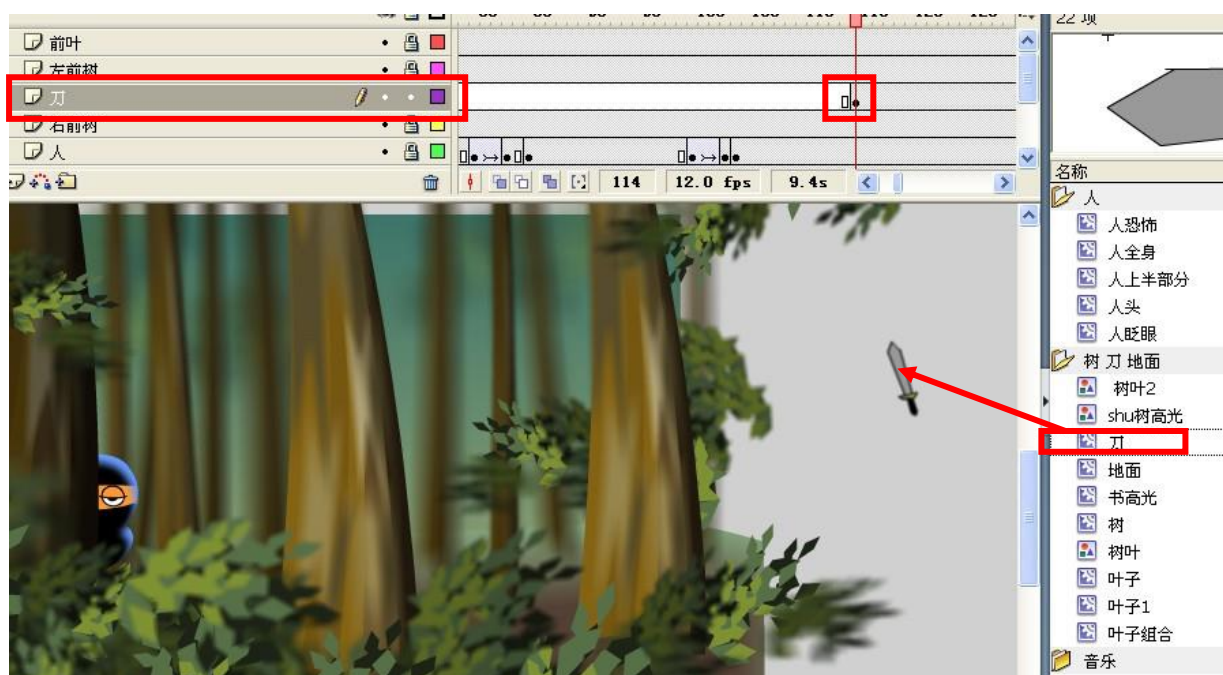 22 项
前叶
左前树
刀
右前树
人
114 12.0 fps 9.4s
名称
人
人恐怖
人全身
人上半部分
人头
人眨眼
树 刀 地面
树叶2
shu树高光
刀
地面
书高光
树
树叶
叶子
叶子1
叶子组合
音乐